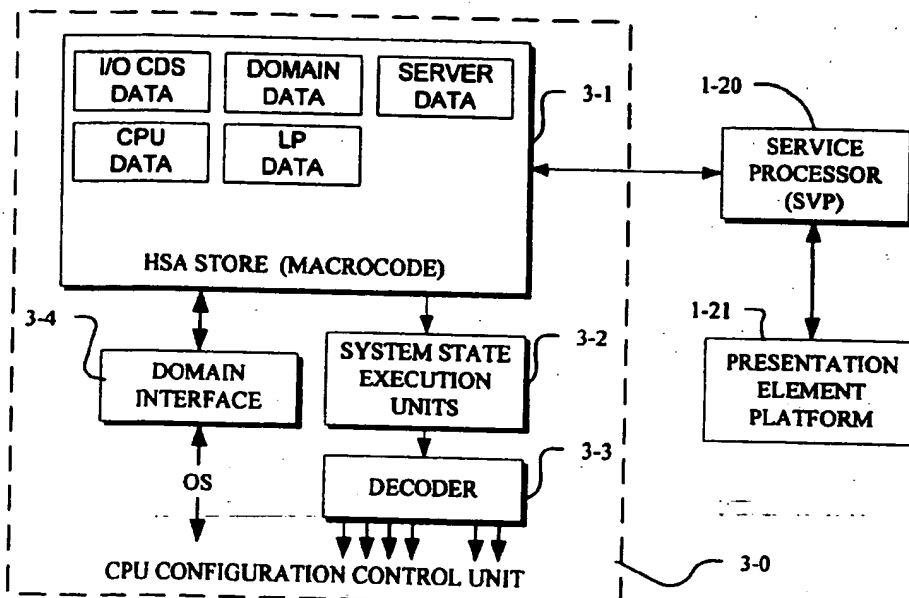 I/O CDS
DATA
DOMAIN
DATA
SERVER
DATA
CPU
DATA
LP
DATA
HSA STORE (MACROCODE)
3-1
1-20
SERVICE
PROCESSOR
(SVP)
3-4
DOMAIN
INTERFACE
SYSTEM STATE
EXECUTION
UNITS
3-2
1-21
PRESENTATION
ELEMENT
PLATFORM
OS
DECODER
3-3
CPU CONFIGURATION CONTROL UNIT
3-0